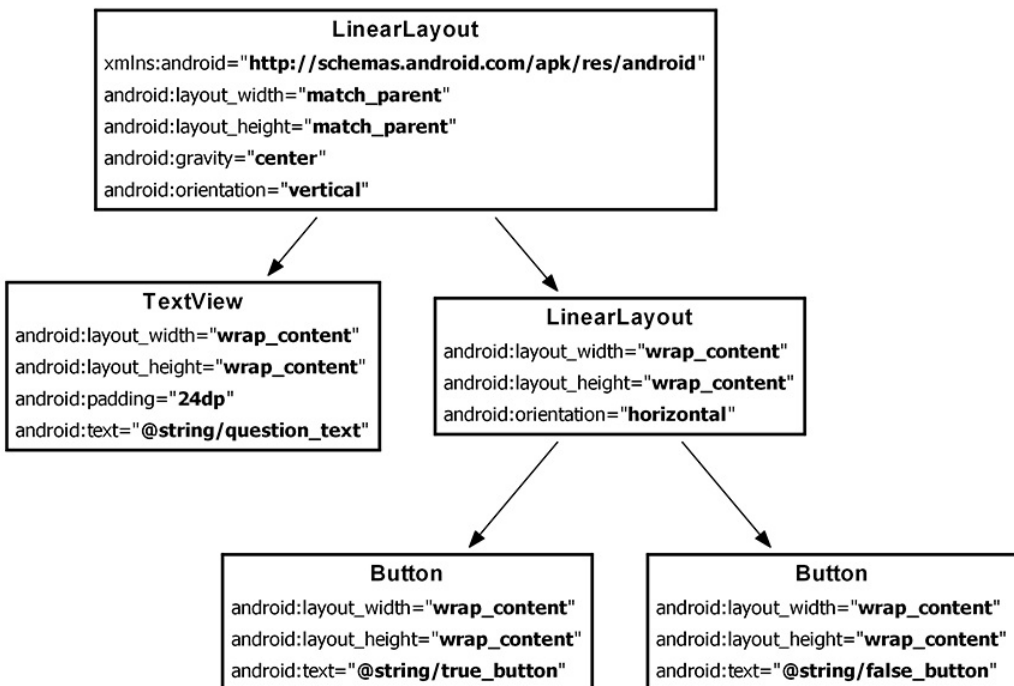 LinearLayout
xmlns:android="http://schemas.android.com/apk/res/android"
android:layout_width="match_parent"
android:layout_height="match_parent"
android:gravity="center"
android:orientation="vertical"
TextView
android:layout_width="wrap_content"
android:layout_height="wrap_content"
android:padding="24dp"
android:text="@string/question_text"
LinearLayout
android:layout_width="wrap_content"
android:layout_height="wrap_content"
android:orientation="horizontal"
Button
android:layout_width="wrap_content"
android:layout_height="wrap_content"
android:text="@string/true_button"
Button
android:layout_width="wrap_content"
android:layout_height="wrap_content"
android:text="@string/false_button"